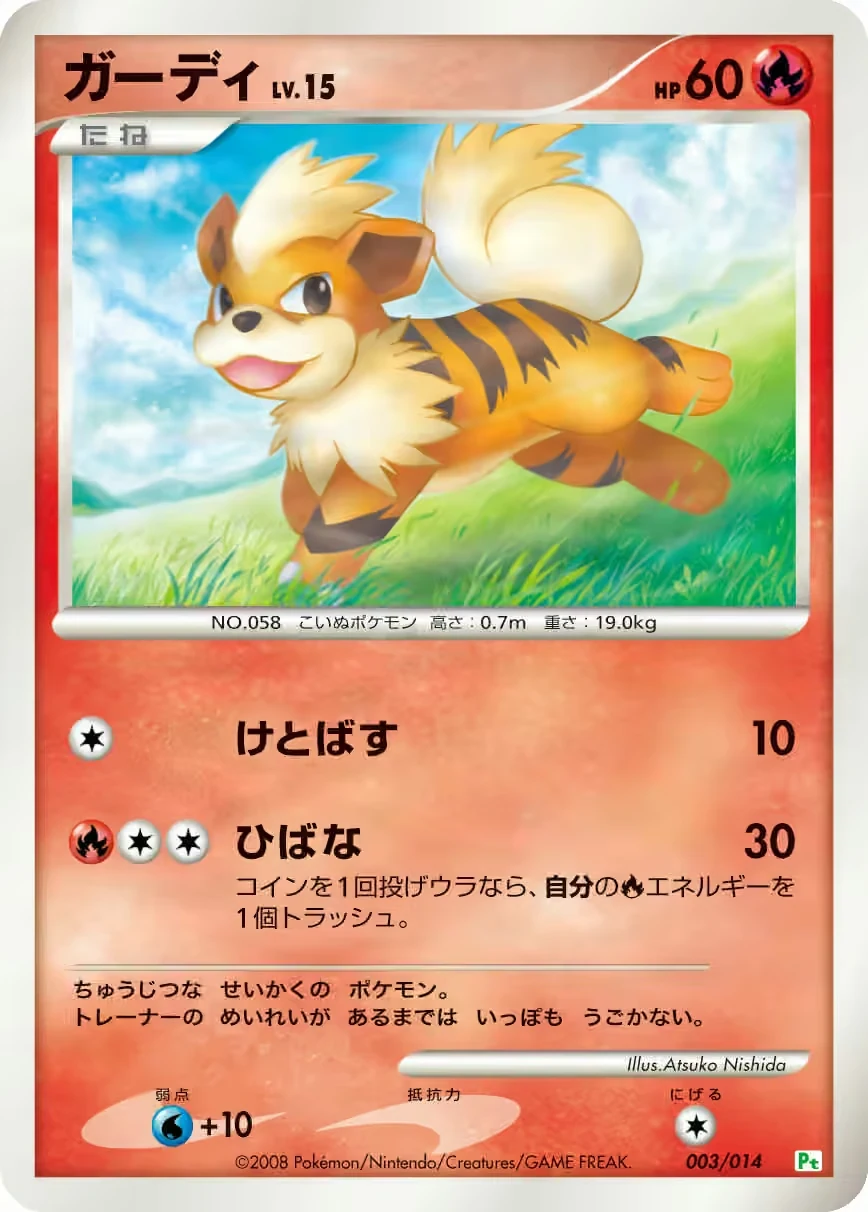 ガーディ LV.15 HP60
たね
NO.058 こいぬポケモン 高さ:0.7m 重さ:19.0kg
けとばす 10
ひばな 30
コインを1回投げウラなら、自分のエネルギーを
1個トラッシュ。
ちゅうじつな せいかくの ポケモン。
トレーナーの めいれいが あるまでは いっぽも うごかない。
Illus.Atsuko Nishida
弱点 抵抗力 にげる
+10
©2008 Pokémon/Nintendo/Creatures/GAME FREAK. 003/014 Pt